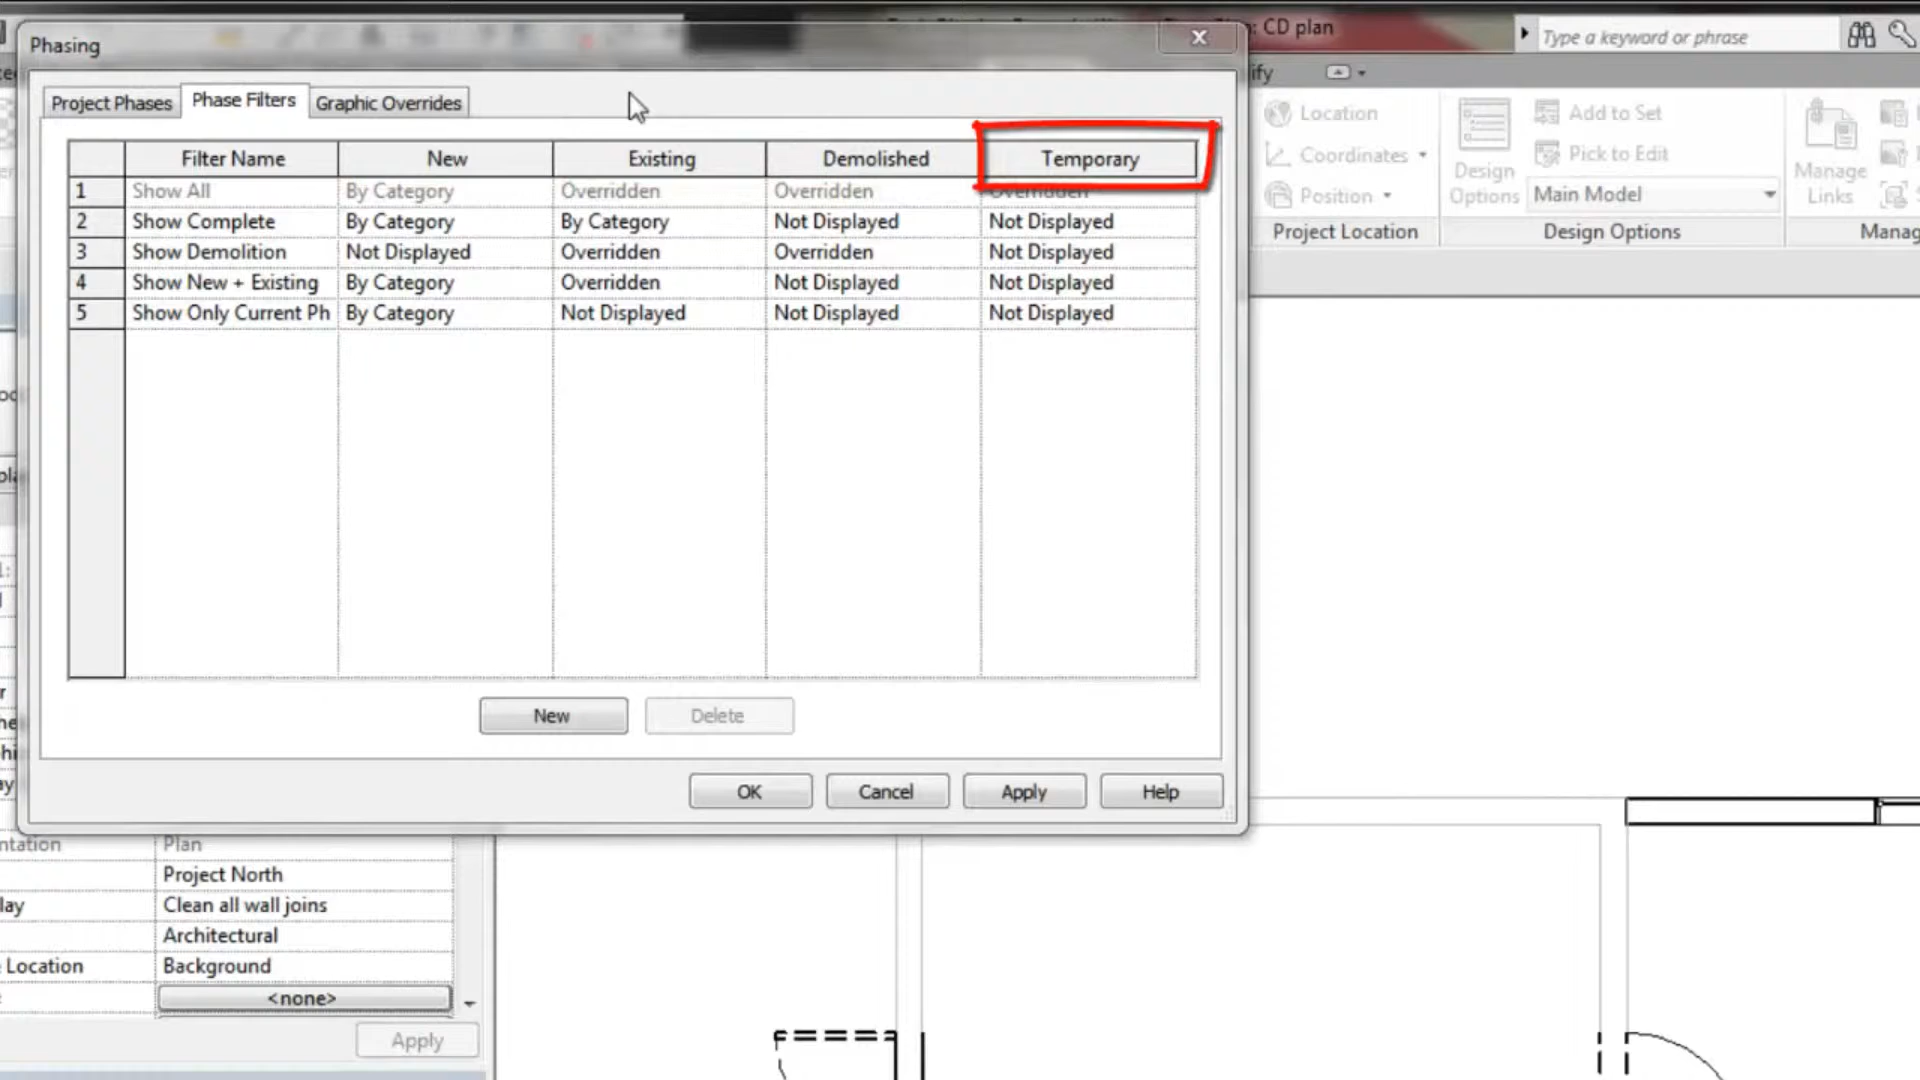 Phasing
: CD plan
Type a keyword or phrase
ify
Project Phases
Phase Filters
Graphic Overrides
Location
Coordinates
Position
Project Location
Design
Options
Add to Set
Pick to Edit
Main Model
Design Options
Manage
Links
Manag
Filter Name New Existing Demolished Temporary
1 Show All By Category Overridden Overridden Overridden
2 Show Complete By Category By Category Not Displayed Not Displayed
3 Show Demolition Not Displayed Overridden Overridden Not Displayed
4 Show New + Existing By Category Overridden Not Displayed Not Displayed
5 Show Only Current Ph By Category Not Displayed Not Displayed Not Displayed
New Delete
OK Cancel Apply Help
ntation Plan
Project North
lay Clean all wall joins
Architectural
Location Background
<none>
Apply